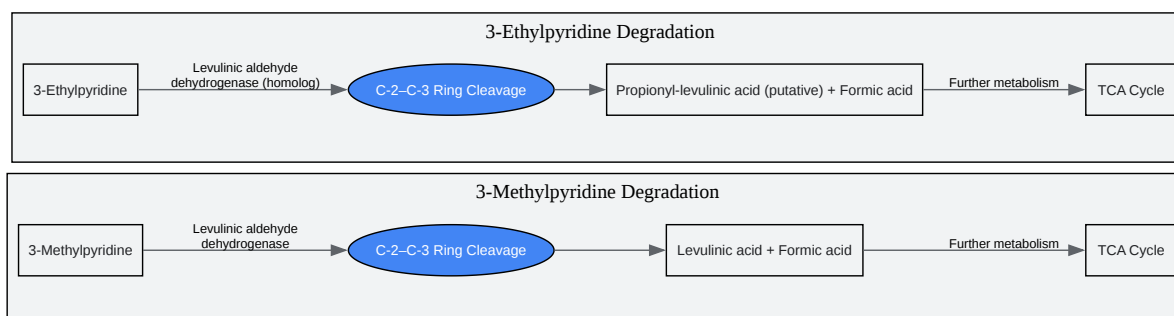 3-Ethylpyridine Degradation
3-Ethylpyridine
Levulinic aldehyde
dehydrogenase (homolog)
C-2–C-3 Ring Cleavage
Propionyl-levulinic acid (putative) + Formic acid
Further metabolism
TCA Cycle
3-Methylpyridine Degradation
3-Methylpyridine
Levulinic aldehyde
dehydrogenase
C-2–C-3 Ring Cleavage
Levulinic acid + Formic acid
Further metabolism
TCA Cycle